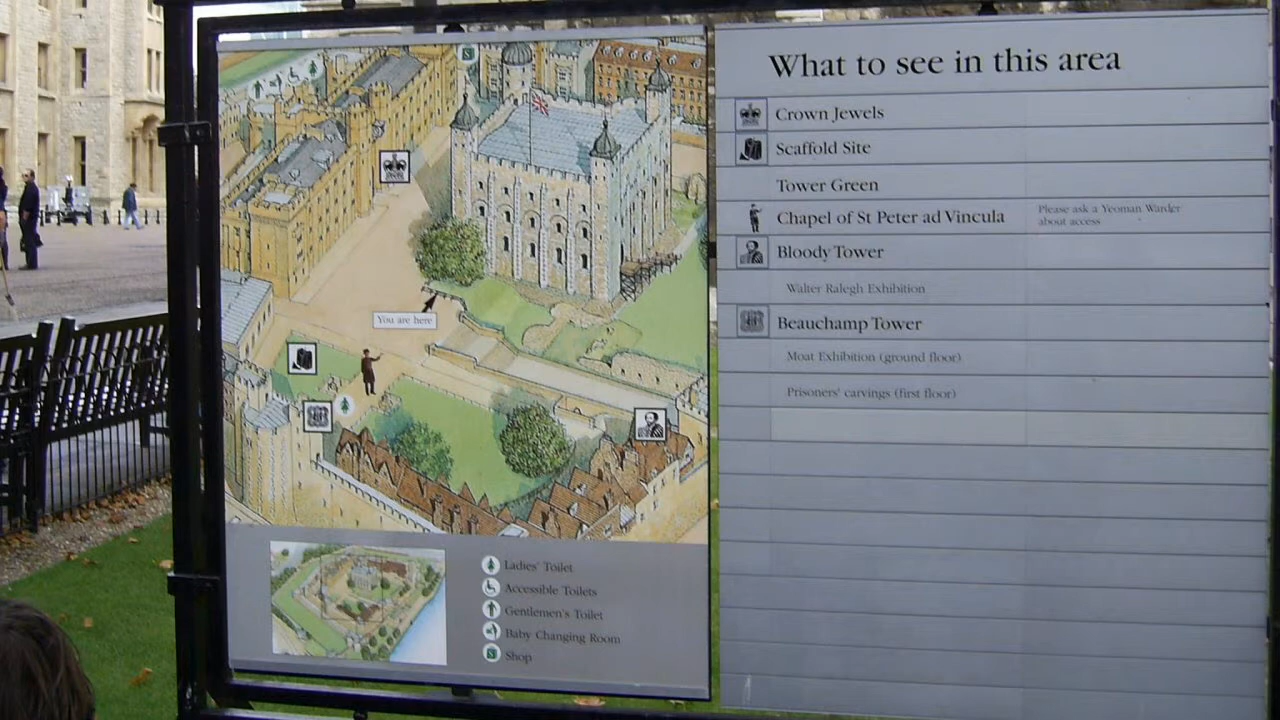 What to see in this area
Crown Jewels
Scaffold Site
Tower Green
Chapel of St Peter ad Vincula
Please ask a Yeoman Warder
about access
Bloody Tower
Walter Ralegh Exhibition
Beauchamp Tower
Moat Exhibition (ground floor)
Prisoners' carvings (first floor)
You are here
Ladies' Toilet
Accessible Toilets
Gentlemen's Toilet
Baby Changing Room
Shop